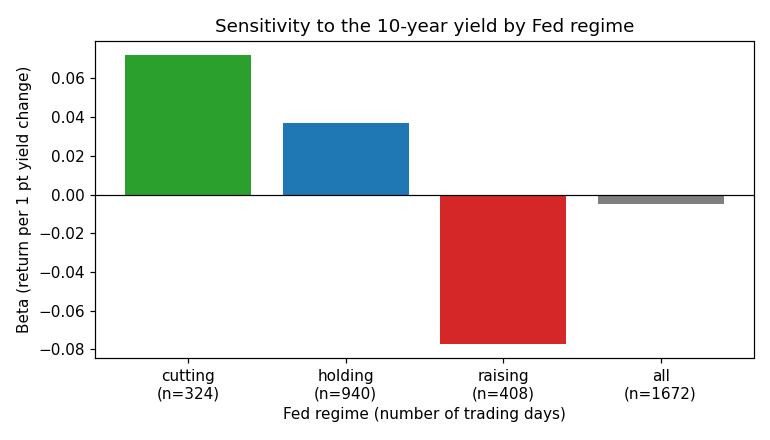 Sensitivity to the 10-year yield by Fed regime
Beta (return per 1 pt yield change)
0.06
0.04
0.02
0.00
−0.02
−0.04
−0.06
−0.08
cutting holding raising all
(n=324) (n=940) (n=408) (n=1672)
Fed regime (number of trading days)